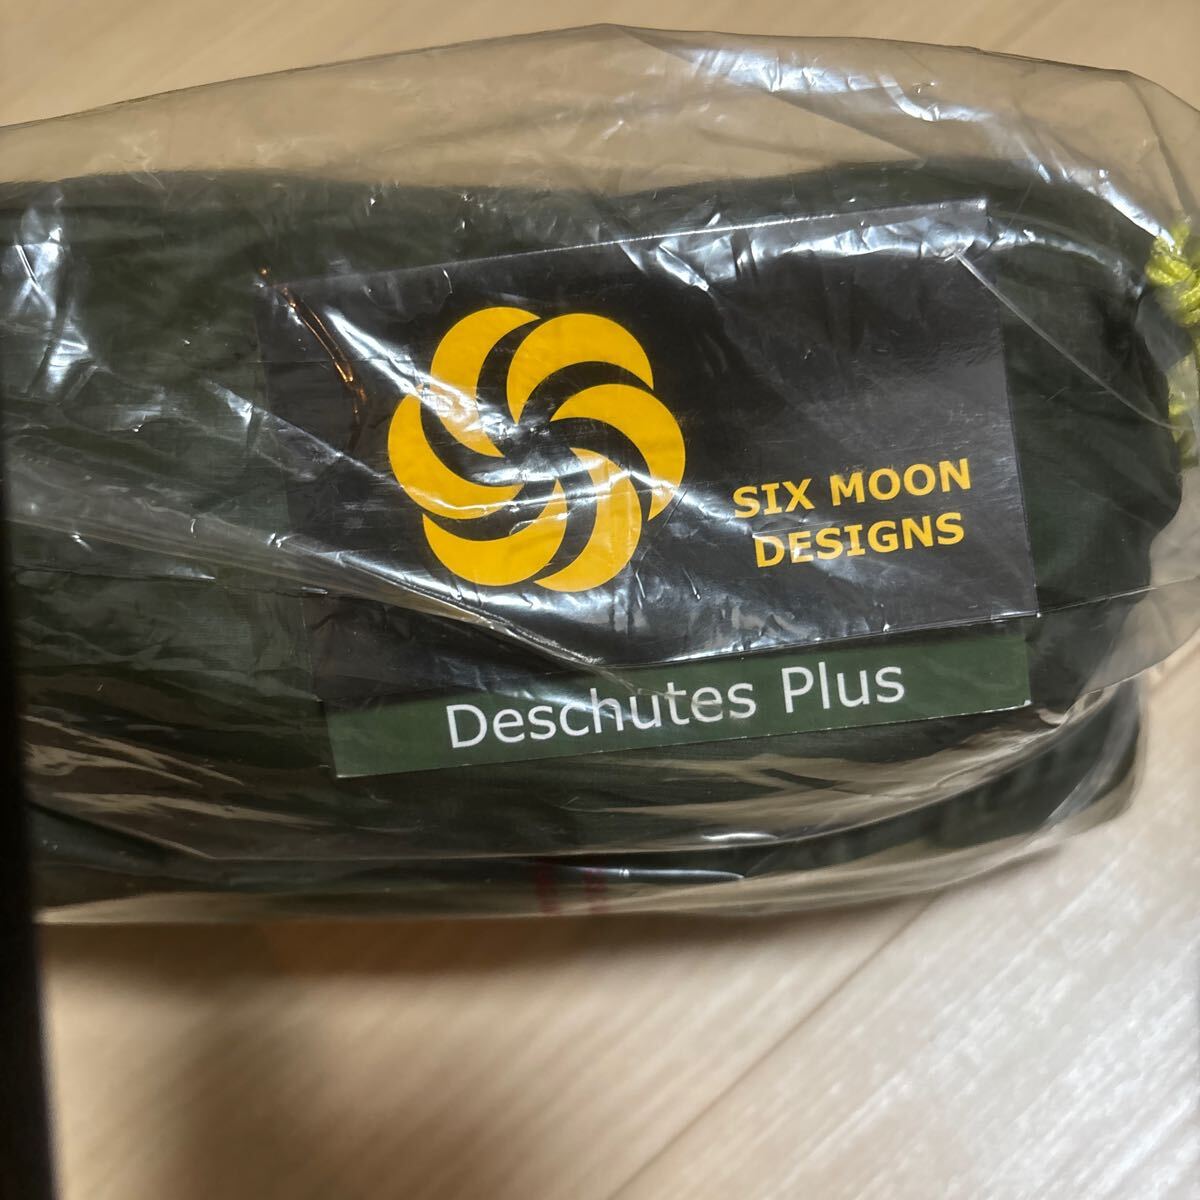 SIX MOON
DESIGNS
Deschutes Plus